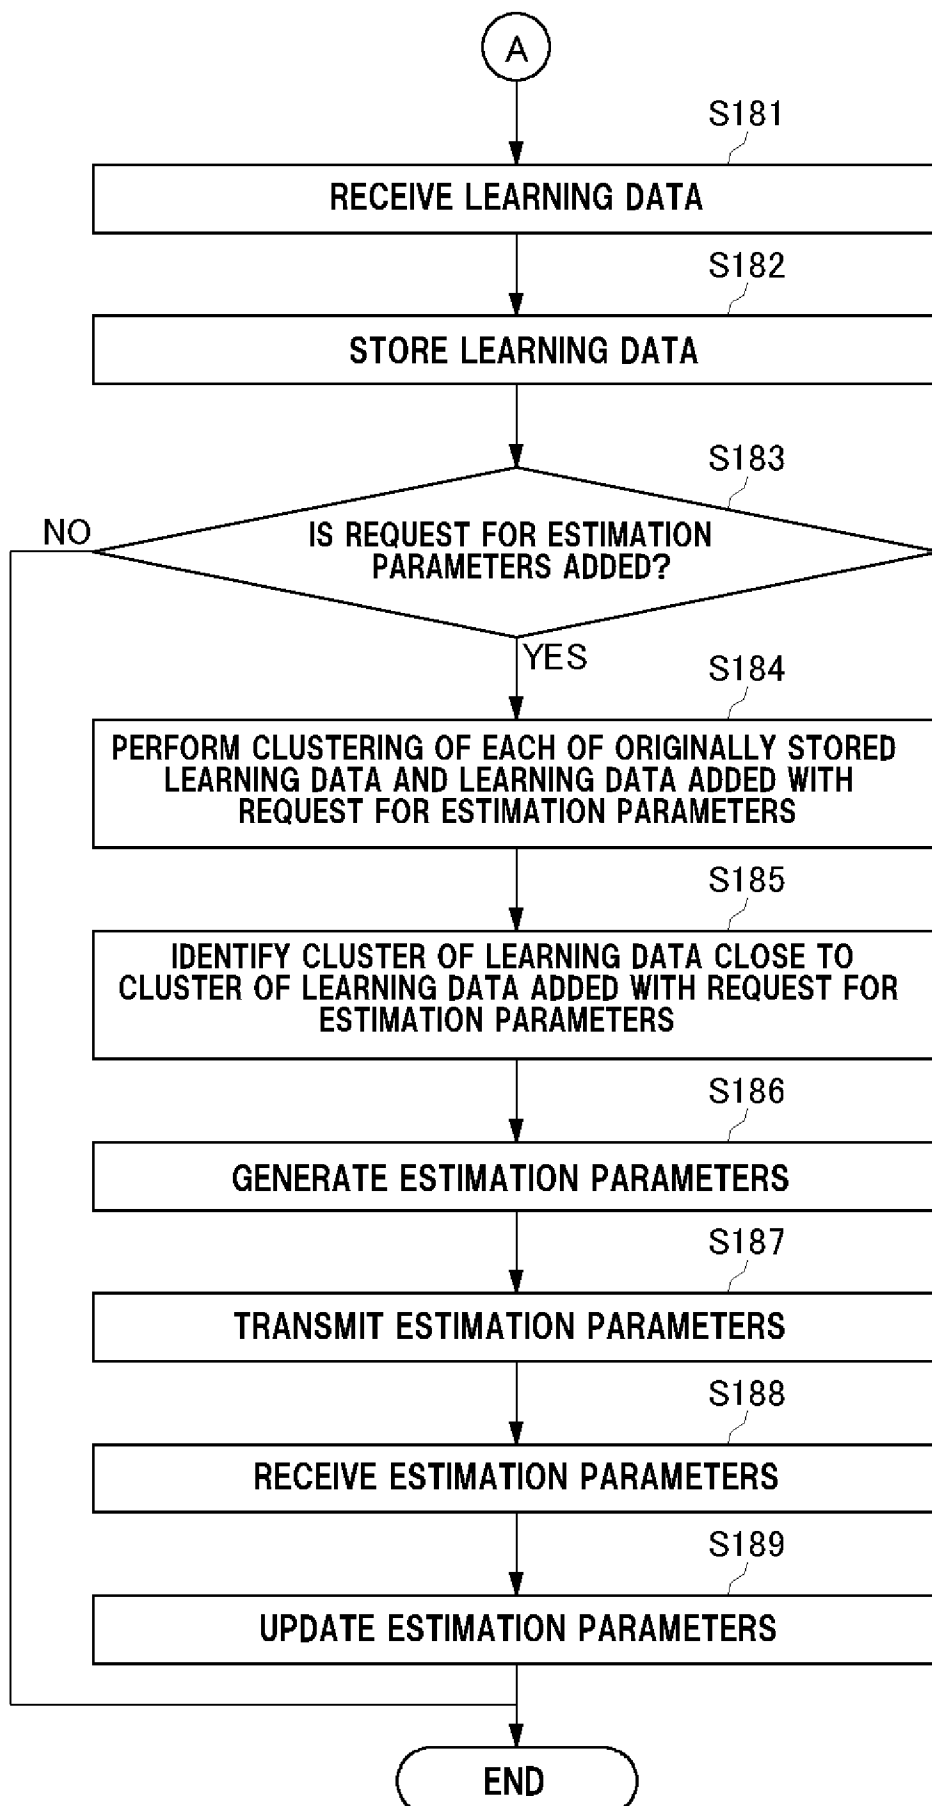 A
S181
RECEIVE LEARNING DATA
S182
STORE LEARNING DATA
S183
NO
IS REQUEST FOR ESTIMATION
PARAMETERS ADDED?
YES
S184
PERFORM CLUSTERING OF EACH OF ORIGINALLY STORED
LEARNING DATA AND LEARNING DATA ADDED WITH
REQUEST FOR ESTIMATION PARAMETERS
S185
IDENTIFY CLUSTER OF LEARNING DATA CLOSE TO
CLUSTER OF LEARNING DATA ADDED WITH REQUEST FOR
ESTIMATION PARAMETERS
S186
GENERATE ESTIMATION PARAMETERS
S187
TRANSMIT ESTIMATION PARAMETERS
S188
RECEIVE ESTIMATION PARAMETERS
S189
UPDATE ESTIMATION PARAMETERS
END